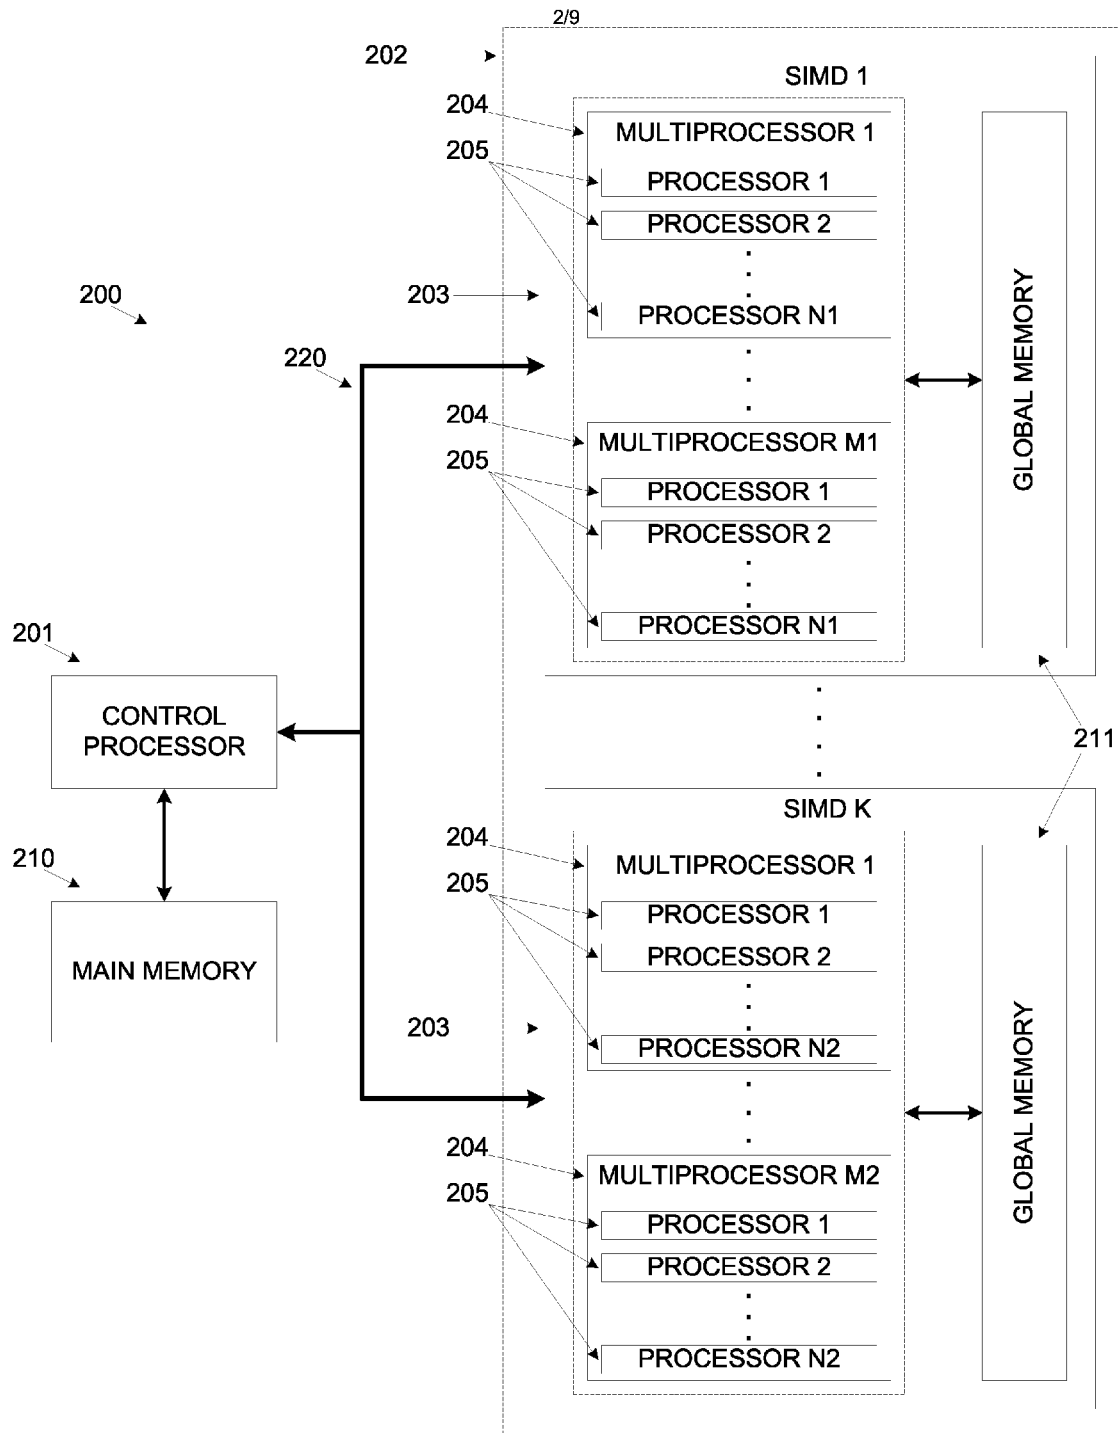 2/9
202
SIMD 1
204
MULTIPROCESSOR 1
205
PROCESSOR 1
PROCESSOR 2
200
203
PROCESSOR N1
220
GLOBAL MEMORY
204
MULTIPROCESSOR M1
205
PROCESSOR 1
PROCESSOR 2
PROCESSOR N1
201
CONTROL
PROCESSOR
211
SIMD K
204
MULTIPROCESSOR 1
210
205
PROCESSOR 1
PROCESSOR 2
MAIN MEMORY
203
PROCESSOR N2
GLOBAL MEMORY
204
MULTIPROCESSOR M2
205
PROCESSOR 1
PROCESSOR 2
PROCESSOR N2